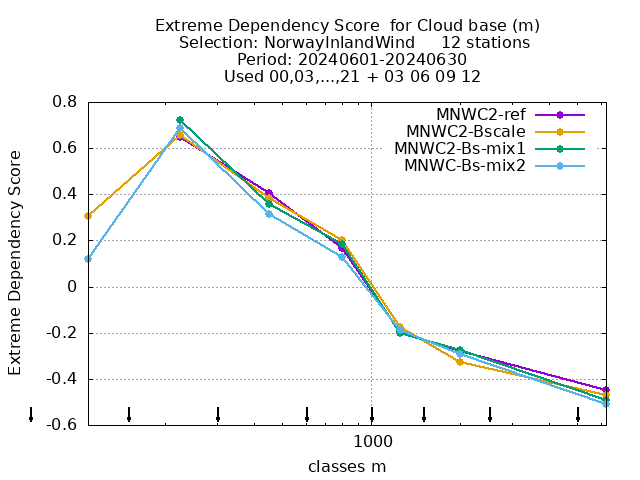 Extreme Dependency Score  for Cloud base (m)
Selection: NorwayInlandWind     12 stations
Period: 20240601-20240630
Used 00,03,...,21 + 03 06 09 12
MNWC2-ref
MNWC2-Bscale
MNWC2-Bs-mix1
MNWC-Bs-mix2
Extreme Dependency Score
0.8
0.6
0.4
0.2
0
-0.2
-0.4
-0.6
1000
classes m